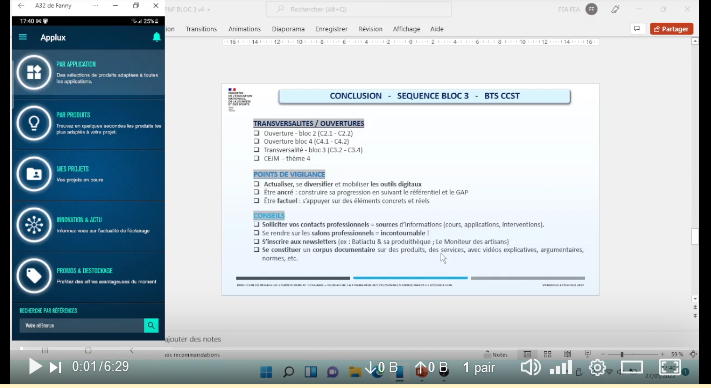 A32 de Fanny
17:40
25%
Applux
PAR APPLICATION
Des sélections de produits adaptées à toutes
les applications.
PAR PRODUITS
Trouvez en quelques secondes les produits les
plus adaptés à votre projet.
MES PROJETS
Vos projets en cours
INNOVATION & ACTU
Informez vous sur l'actualité de l'éclairage
PROMOS & DESTOCKAGE
Profitez des offres avantageuses du moment
RECHERCHE PAR RÉFÉRENCES
Votre référence
BLOC 3 v4
Rechercher (Alt+Q)
FEA FEA
Transitions Animations Diaporama Enregistrer Révision Affichage Aide
Partager
CONCLUSION - SEQUENCE BLOC 3 - BTS CCST
TRANSVERSALITES / OUVERTURES
Ouverture - bloc 2 (C2.1 - C2.2)
Ouverture bloc 4 (C4.1 - C4.2)
Transversalité - bloc 3 (C3.2 - C3.4)
CEJM – thème 4
POINTS DE VIGILANCE
Actualiser, se diversifier et mobiliser les outils digitaux
Être ancré : construire sa progression en suivant le référentiel et le GAP
Être factuel : s'appuyer sur des éléments concrets et réels
CONSEILS
Solliciter vos contacts professionnels = sources d'informations (cours, applications, interventions).
Se rendre sur les salons professionnels = incontournable !
S'inscrire aux newsletters (ex : Batiactu & sa produithèque ; Le Moniteur des artisans)
Se constituer un corpus documentaire sur des produits, des services, avec vidéos explicatives, argumentaires,
normes, etc.
ajouter des notes
recommandations
Notes
59 %
0:01/6:29
↓0 B ↑0 B 1 pair